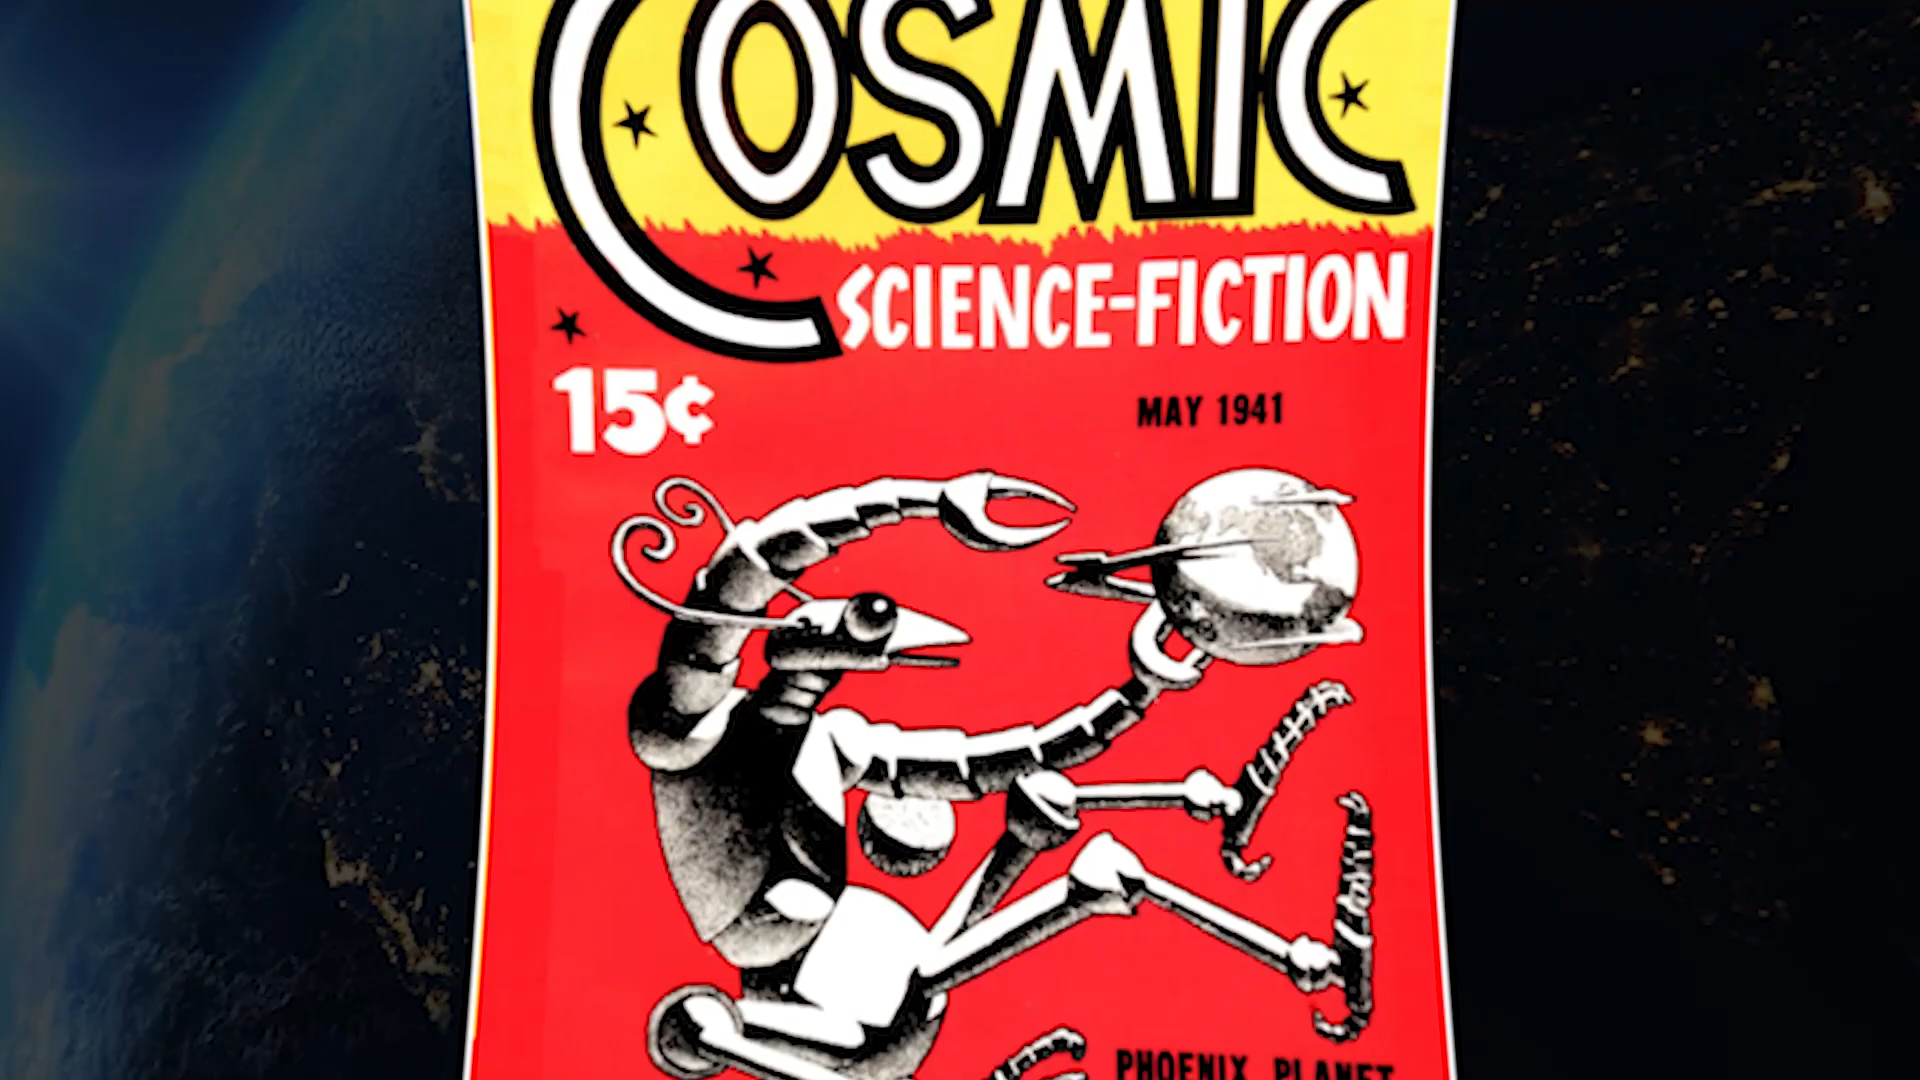 COSMIC
SCIENCE-FICTION
15¢
MAY 1941
PHOENIX PLANET